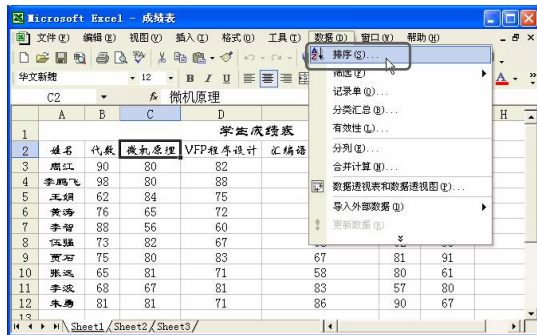 Microsoft Excel - 成绩表
文件(F) 编辑(E) 视图(V) 插入(I) 格式(O) 工具(T) 数据(D) 窗口(W) 帮助(H)
华文新魏 12 B I U
排序(S)...
筛选(F)
记录单(O)...
分类汇总(B)...
有效性(L)...
分列(E)...
合并计算(N)...
数据透视表和数据透视图(P)...
导入外部数据(D)
更新数据(R)
C2 fx 微机原理
A B C D H
1 学生成绩表
2 姓名 代数 微机原理 VFP程序设计 汇编语
3 周江 90 80 82
4 李鹏飞 98 80 88
5 王娟 62 84 75
6 黄涛 76 65 72
7 李智 88 56 60
8 伍强 73 82 67
9 贾石 75 80 83 67 81 91
10 张远 65 81 71 58 80 61
11 李波 68 67 81 83 57 80
12 朱勇 81 81 71 86 90 67
13
Sheet1 Sheet2 Sheet3